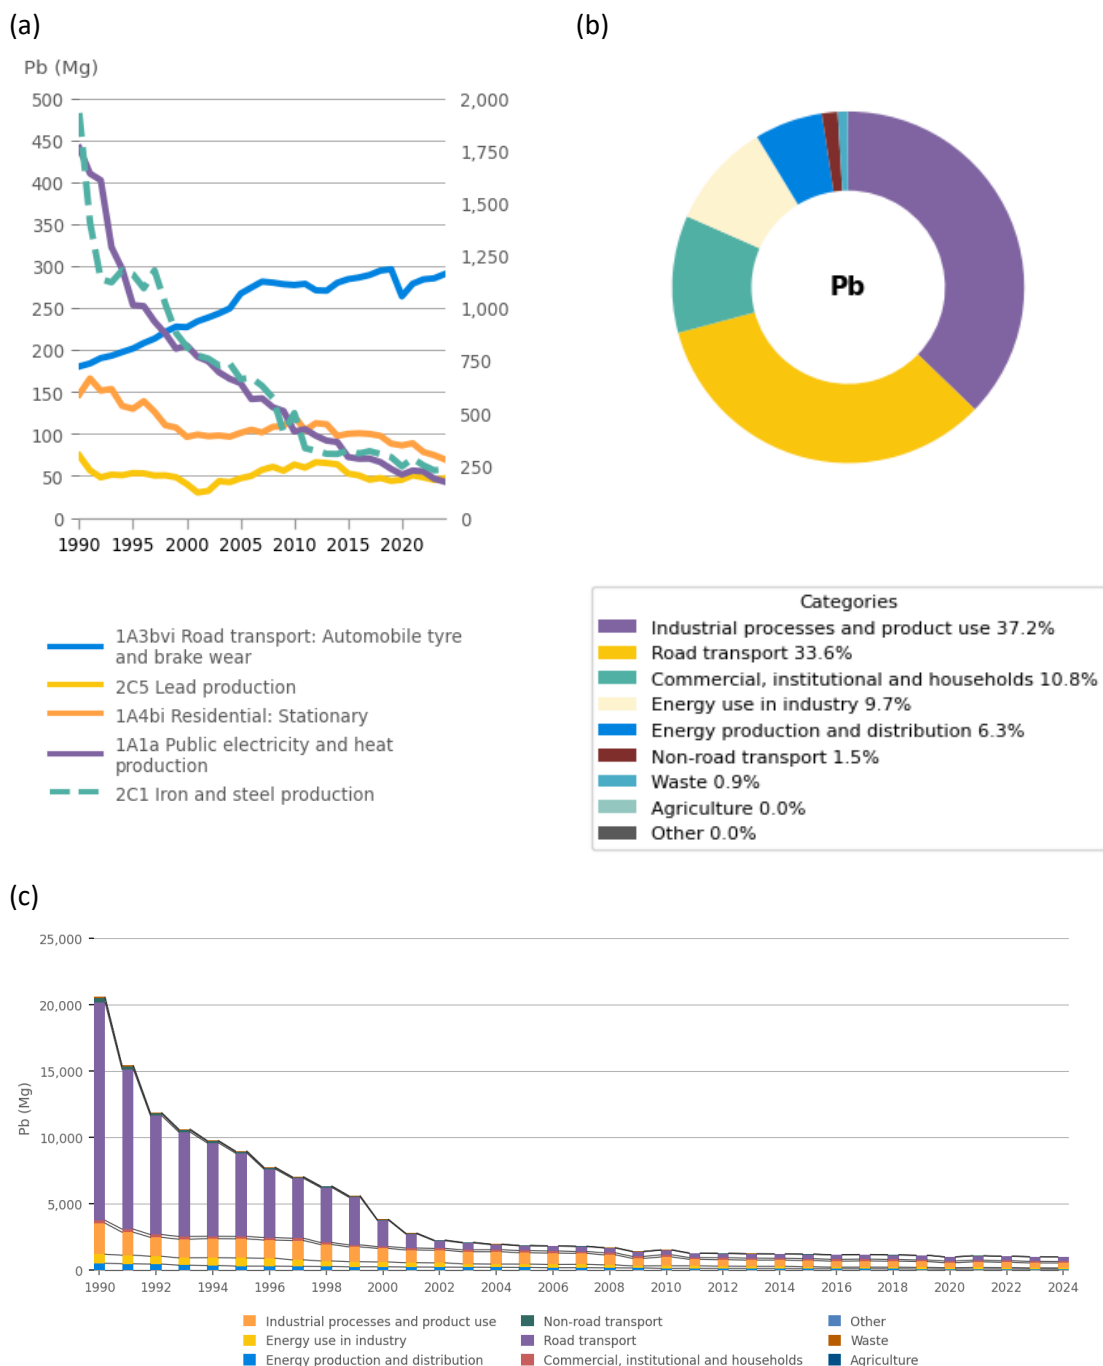 (a)
(b)
Pb (Mg)
500
450
400
350
300
250
200
150
100
50
0
2,000
1,750
1,500
1,250
1,000
750
500
250
0
1990
1995
2000
2005
2010
2015
2020
1A3bvi Road transport: Automobile tyre
and brake wear
2C5 Lead production
1A4bi Residential: Stationary
1A1a Public electricity and heat
production
2C1 Iron and steel production
Pb
Categories
Industrial processes and product use 37.2%
Road transport 33.6%
Commercial, institutional and households 10.8%
Energy use in industry 9.7%
Energy production and distribution 6.3%
Non-road transport 1.5%
Waste 0.9%
Agriculture 0.0%
Other 0.0%
(c)
Pb (Mg)
25,000
20,000
15,000
10,000
5,000
0
1990
1992
1994
1996
1998
2000
2002
2004
2006
2008
2010
2012
2014
2016
2018
2020
2022
2024
Industrial processes and product use
Energy use in industry
Energy production and distribution
Non-road transport
Road transport
Commercial, institutional and households
Other
Waste
Agriculture